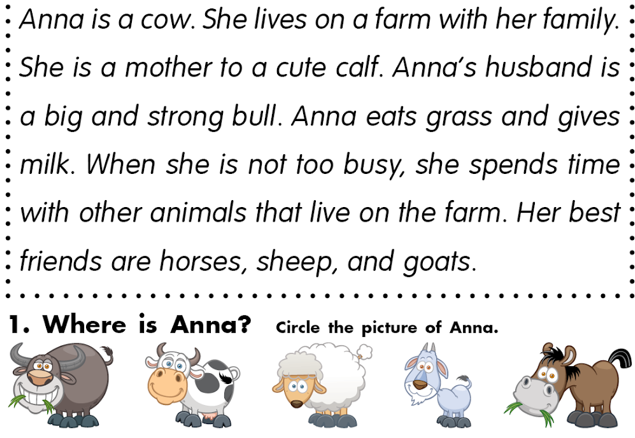 Anna is a cow. She lives on a farm with her family.
She is a mother to a cute calf. Anna's husband is
a big and strong bull. Anna eats grass and gives
milk. When she is not too busy, she spends time
with other animals that live on the farm. Her best
friends are horses, sheep, and goats.
1. Where is Anna? Circle the picture of Anna.